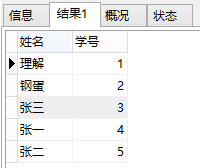 信息 结果1 概况 状态
姓名 学号
理解 1
钢蛋 2
张三 3
张一 4
张二 5